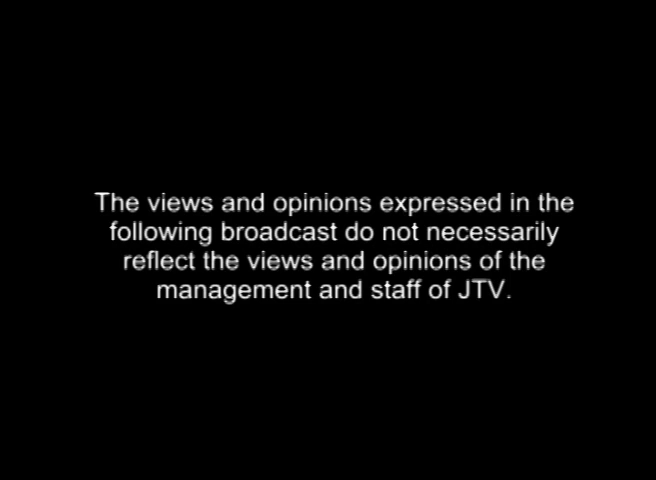 The views and opinions expressed in the
following broadcast do not necessarily
reflect the views and opinions of the
management and staff of JTV.